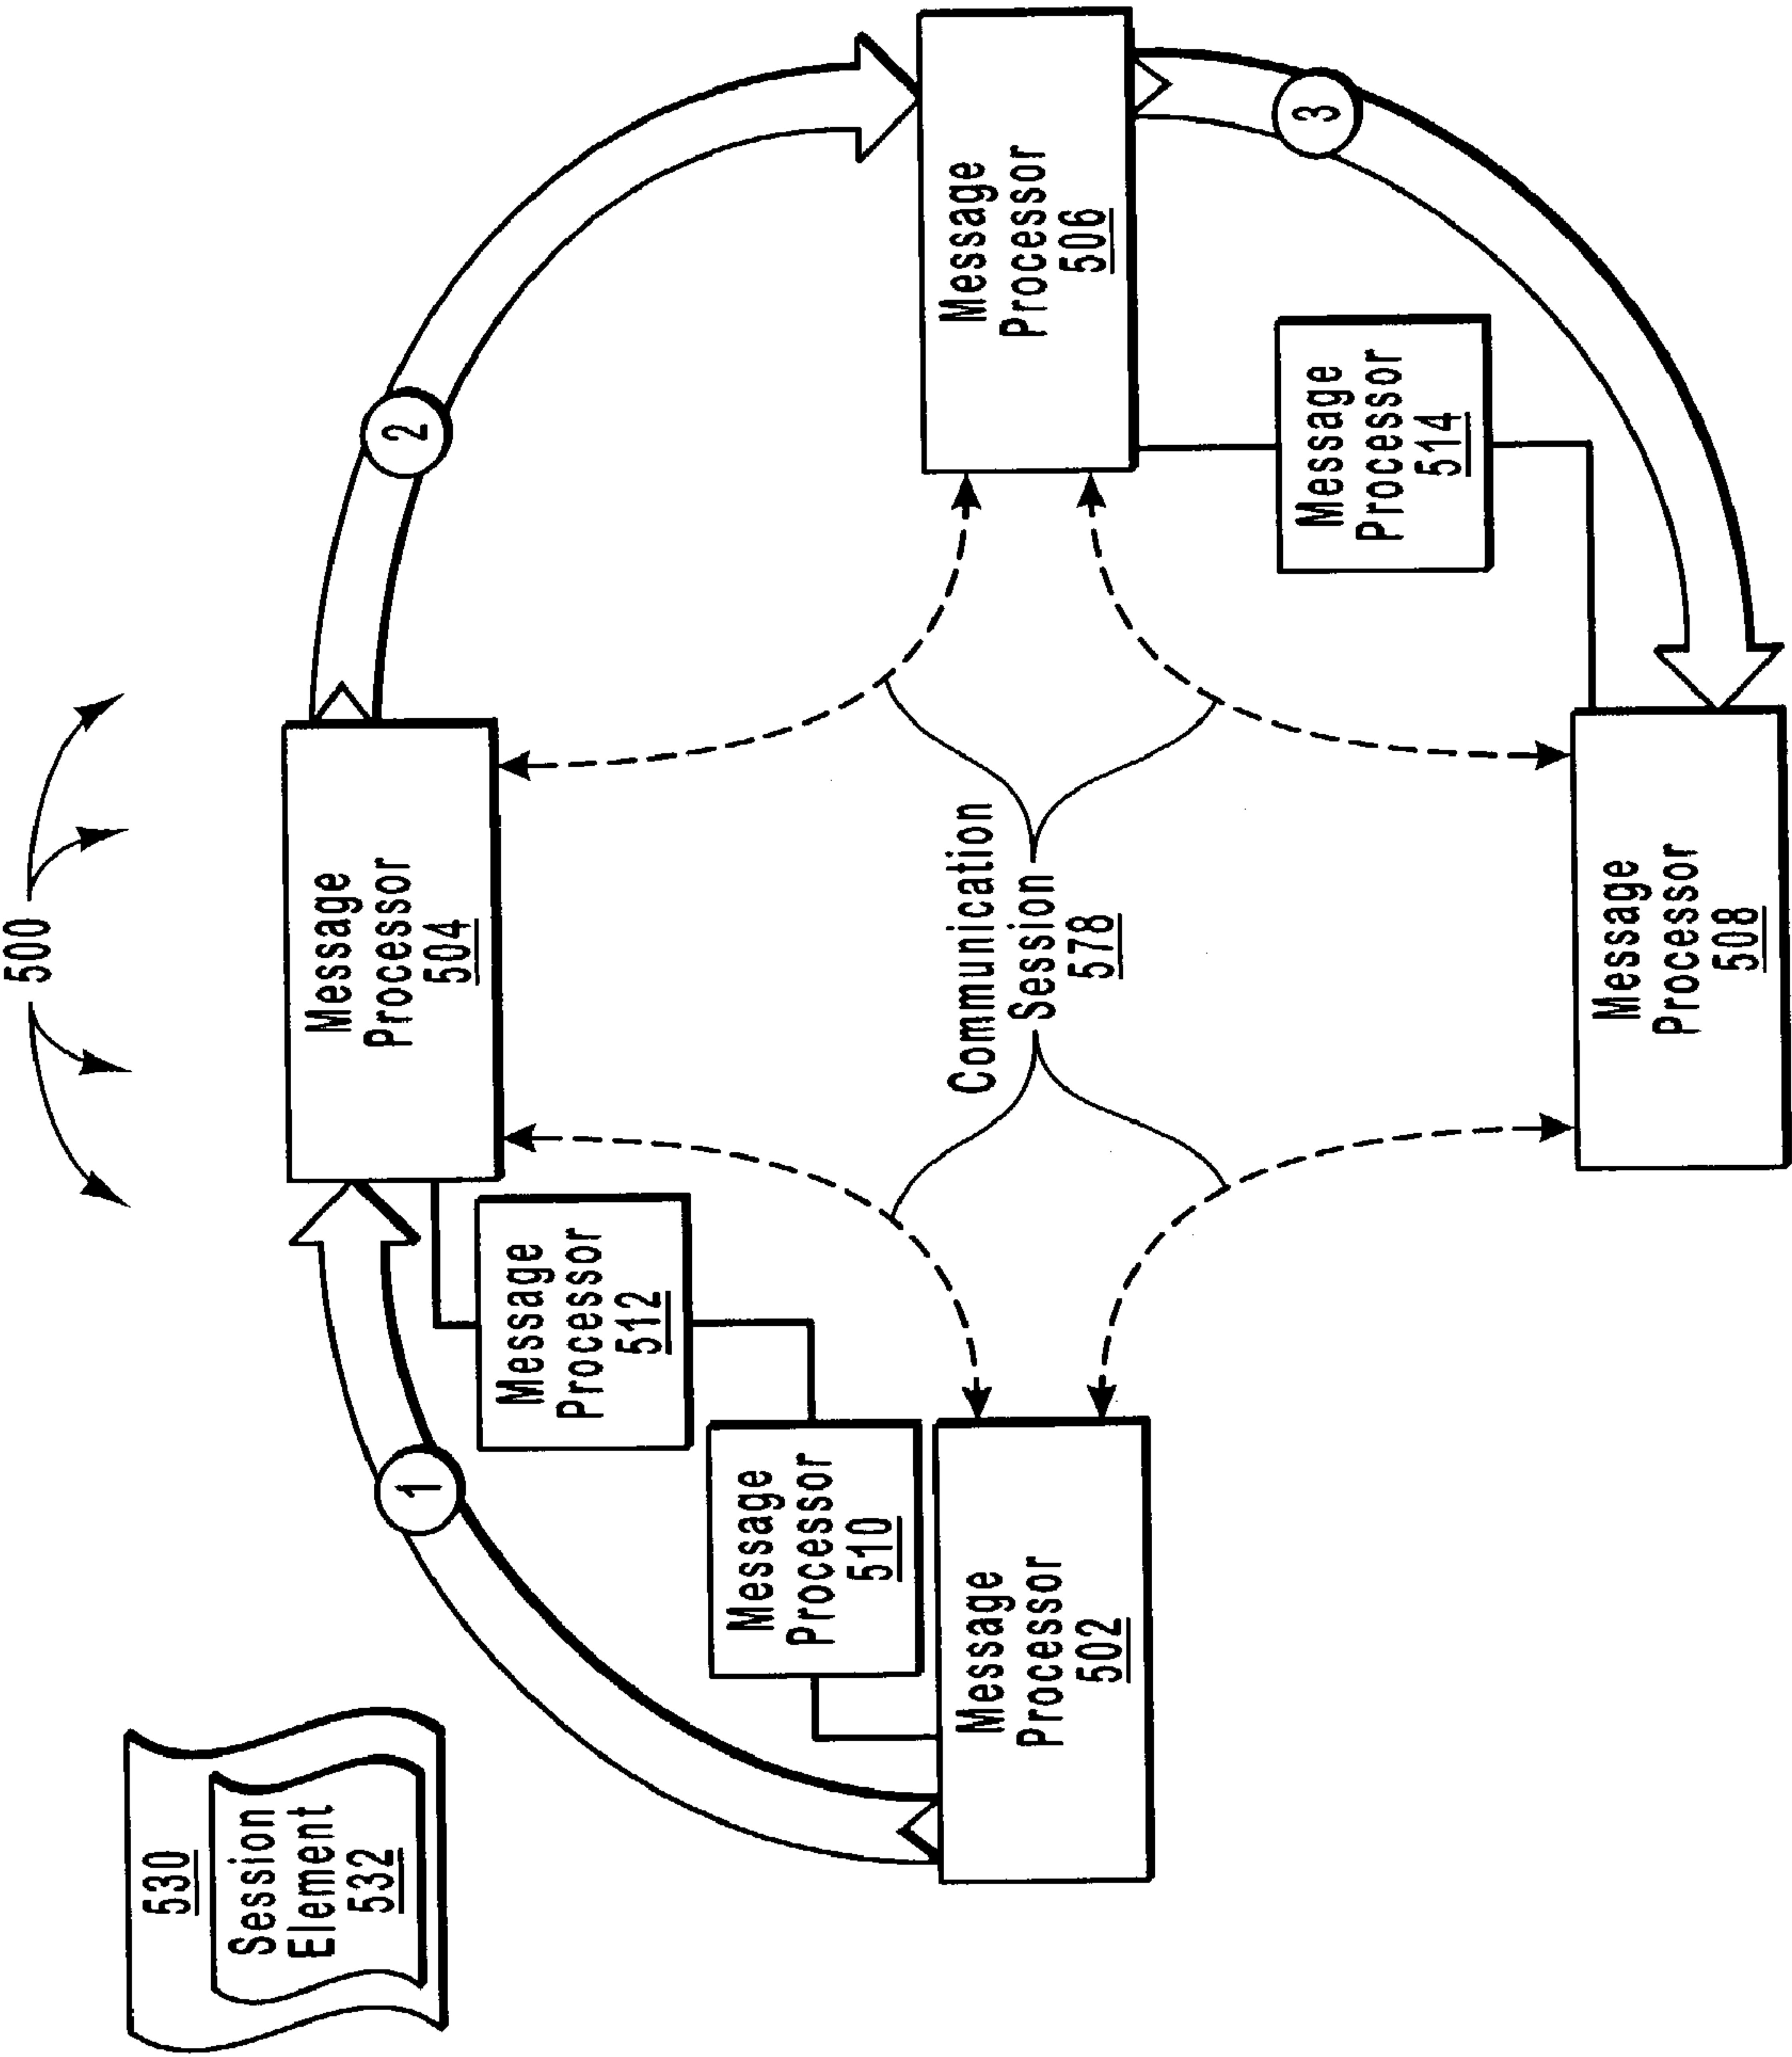 500
530
Session
Element
532
1
Message
Processor
504
2
Message
Processor
512
Message
Processor
510
Message
Processor
502
Communication
Session
578
Message
Processor
506
3
Message
Processor
514
Message
Processor
508